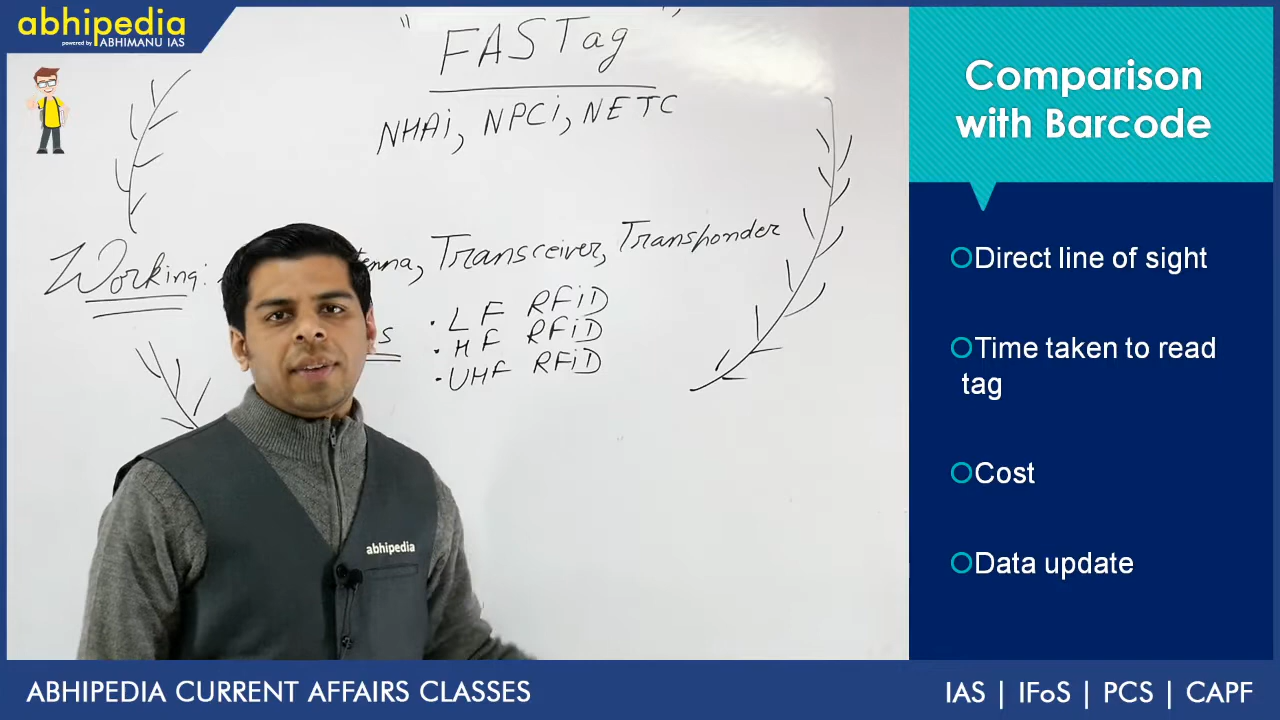 abhipedia
powered by ABHIMANU IAS
" FASTag "
NHAi, NPCi, NETC
Working: Transceiver, Transponder
• LF RFiD
• HF RFiD
• UHF RFiD
abhipedia
Comparison
with Barcode
Direct line of sight
Time taken to read
tag
Cost
Data update
ABHIPEDIA CURRENT AFFAIRS CLASSES
IAS | IFoS | PCS | CAPF